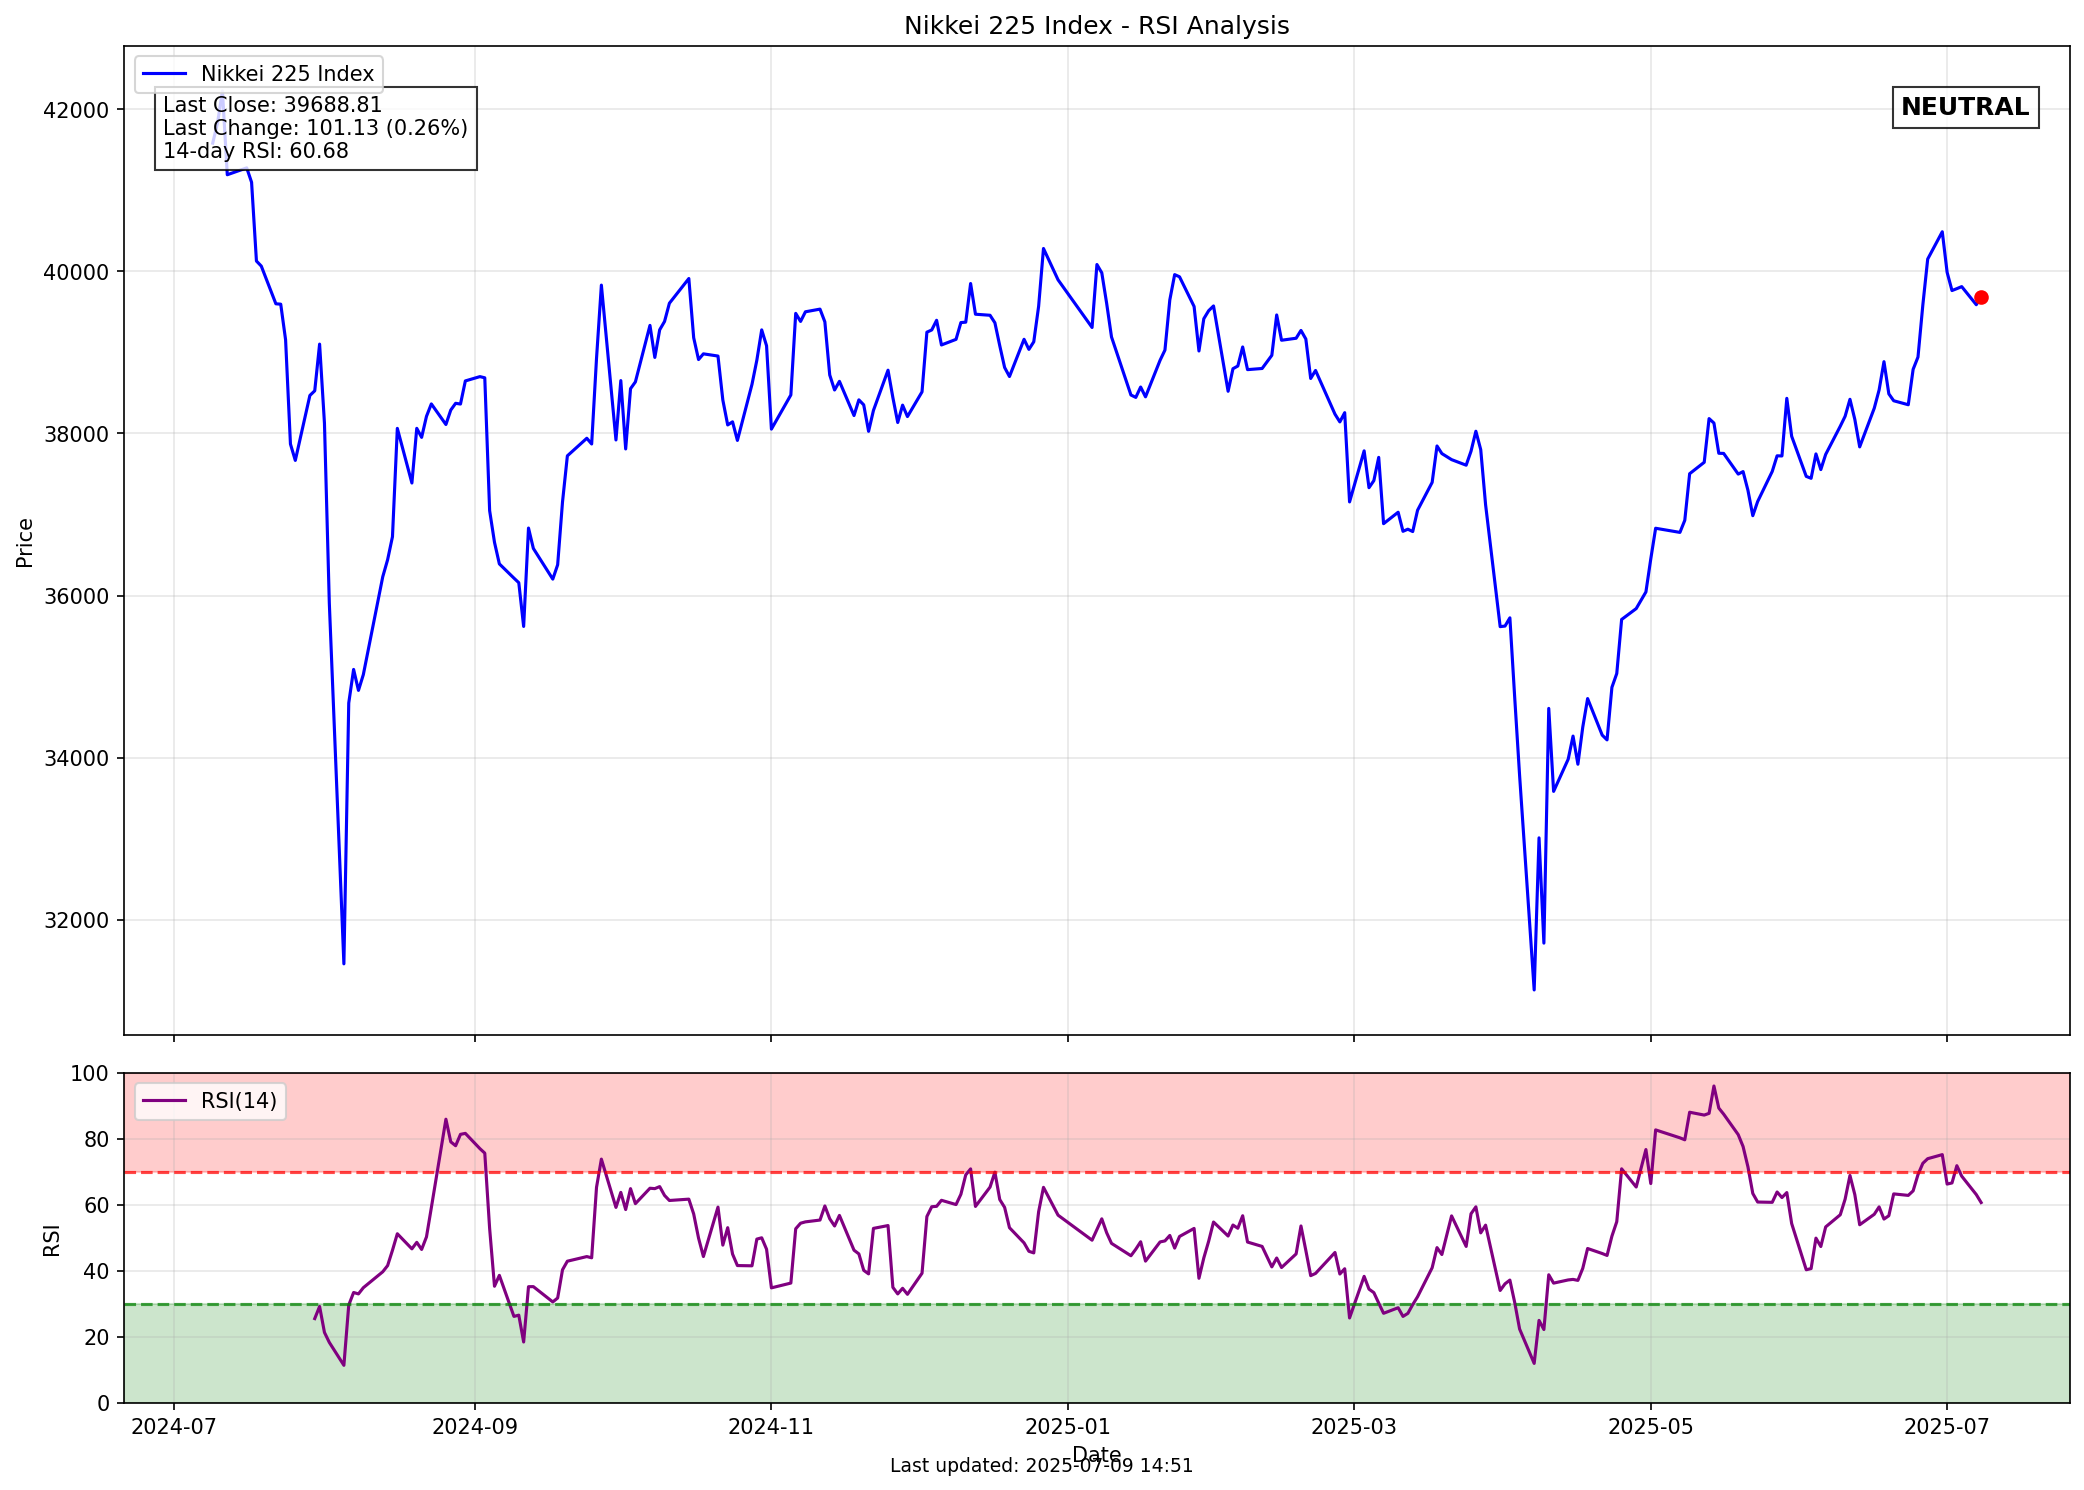 Nikkei 225 Index - RSI Analysis
Nikkei 225 Index
Last Close: 39688.81
Last Change: 101.13 (0.26%)
14-day RSI: 60.68
NEUTRAL
Price
42000
40000
38000
36000
34000
32000
RSI(14)
RSI
100
80
60
40
20
0
2024-07
2024-09
2024-11
2025-01
2025-03
2025-05
2025-07
Date
Last updated: 2025-07-09 14:51